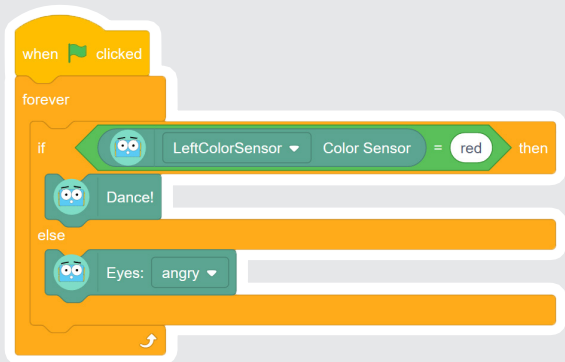 when clicked
forever
if LeftColorSensor Color Sensor = red then
Dance!
else
Eyes: angry